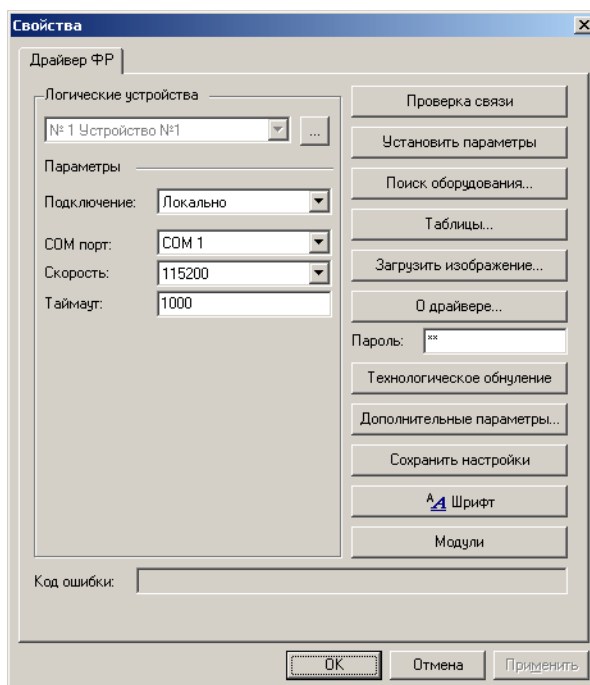 Свойства
Драйвер ФР
Логические устройства
№ 1 Устройство №1
...
Параметры
Подключение: Локально
COM порт: COM 1
Скорость: 115200
Таймаут: 1000
Проверка связи
Установить параметры
Поиск оборудования...
Таблицы...
Загрузить изображение...
О драйвере...
Пароль: **
Технологическое обнуление
Дополнительные параметры...
Сохранить настройки
AA Шрифт
Модули
Код ошибки:
OK
Отмена
Применить